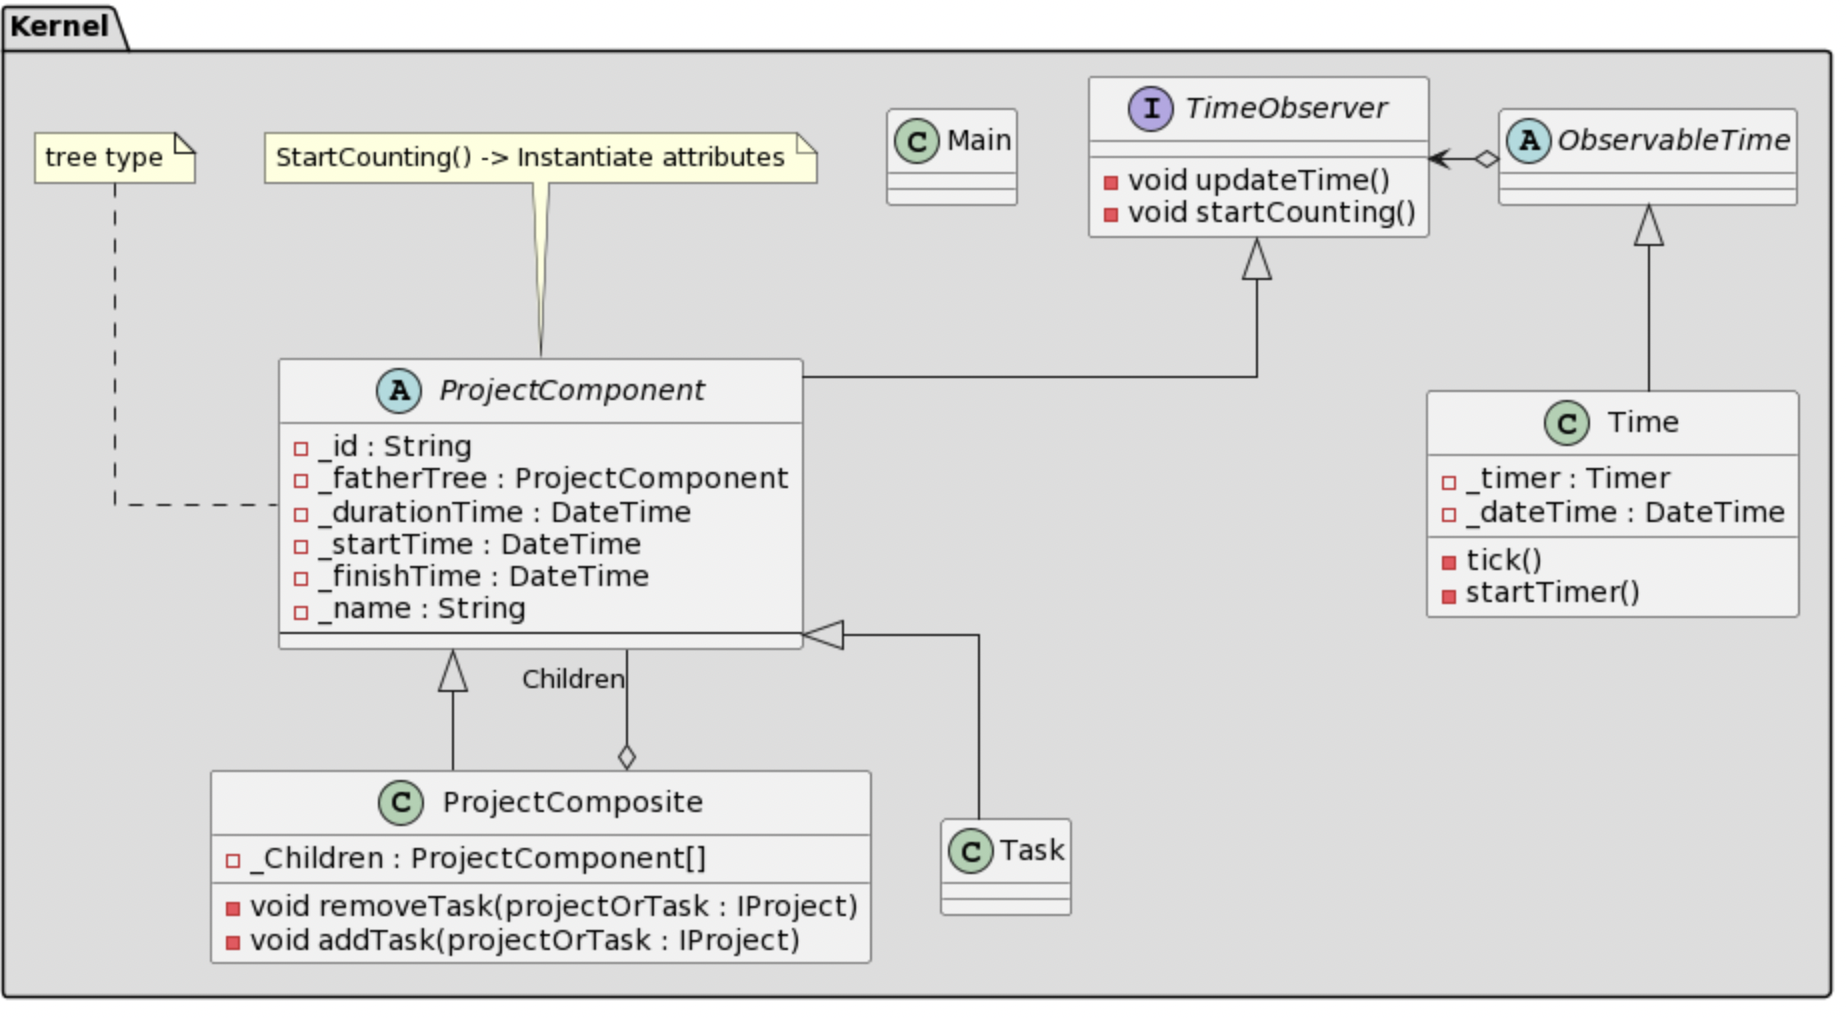 Kernel
tree type
StartCounting() -> Instantiate attributes
C Main
I TimeObserver
void updateTime()
void startCounting()
A ObservableTime
A ProjectComponent
_id : String
_fatherTree : ProjectComponent
_durationTime : DateTime
_startTime : DateTime
_finishTime : DateTime
_name : String
C Time
_timer : Timer
_dateTime : DateTime
tick()
startTimer()
Children
C ProjectComposite
_Children : ProjectComponent[]
void removeTask(projectOrTask : IProject)
void addTask(projectOrTask : IProject)
C Task